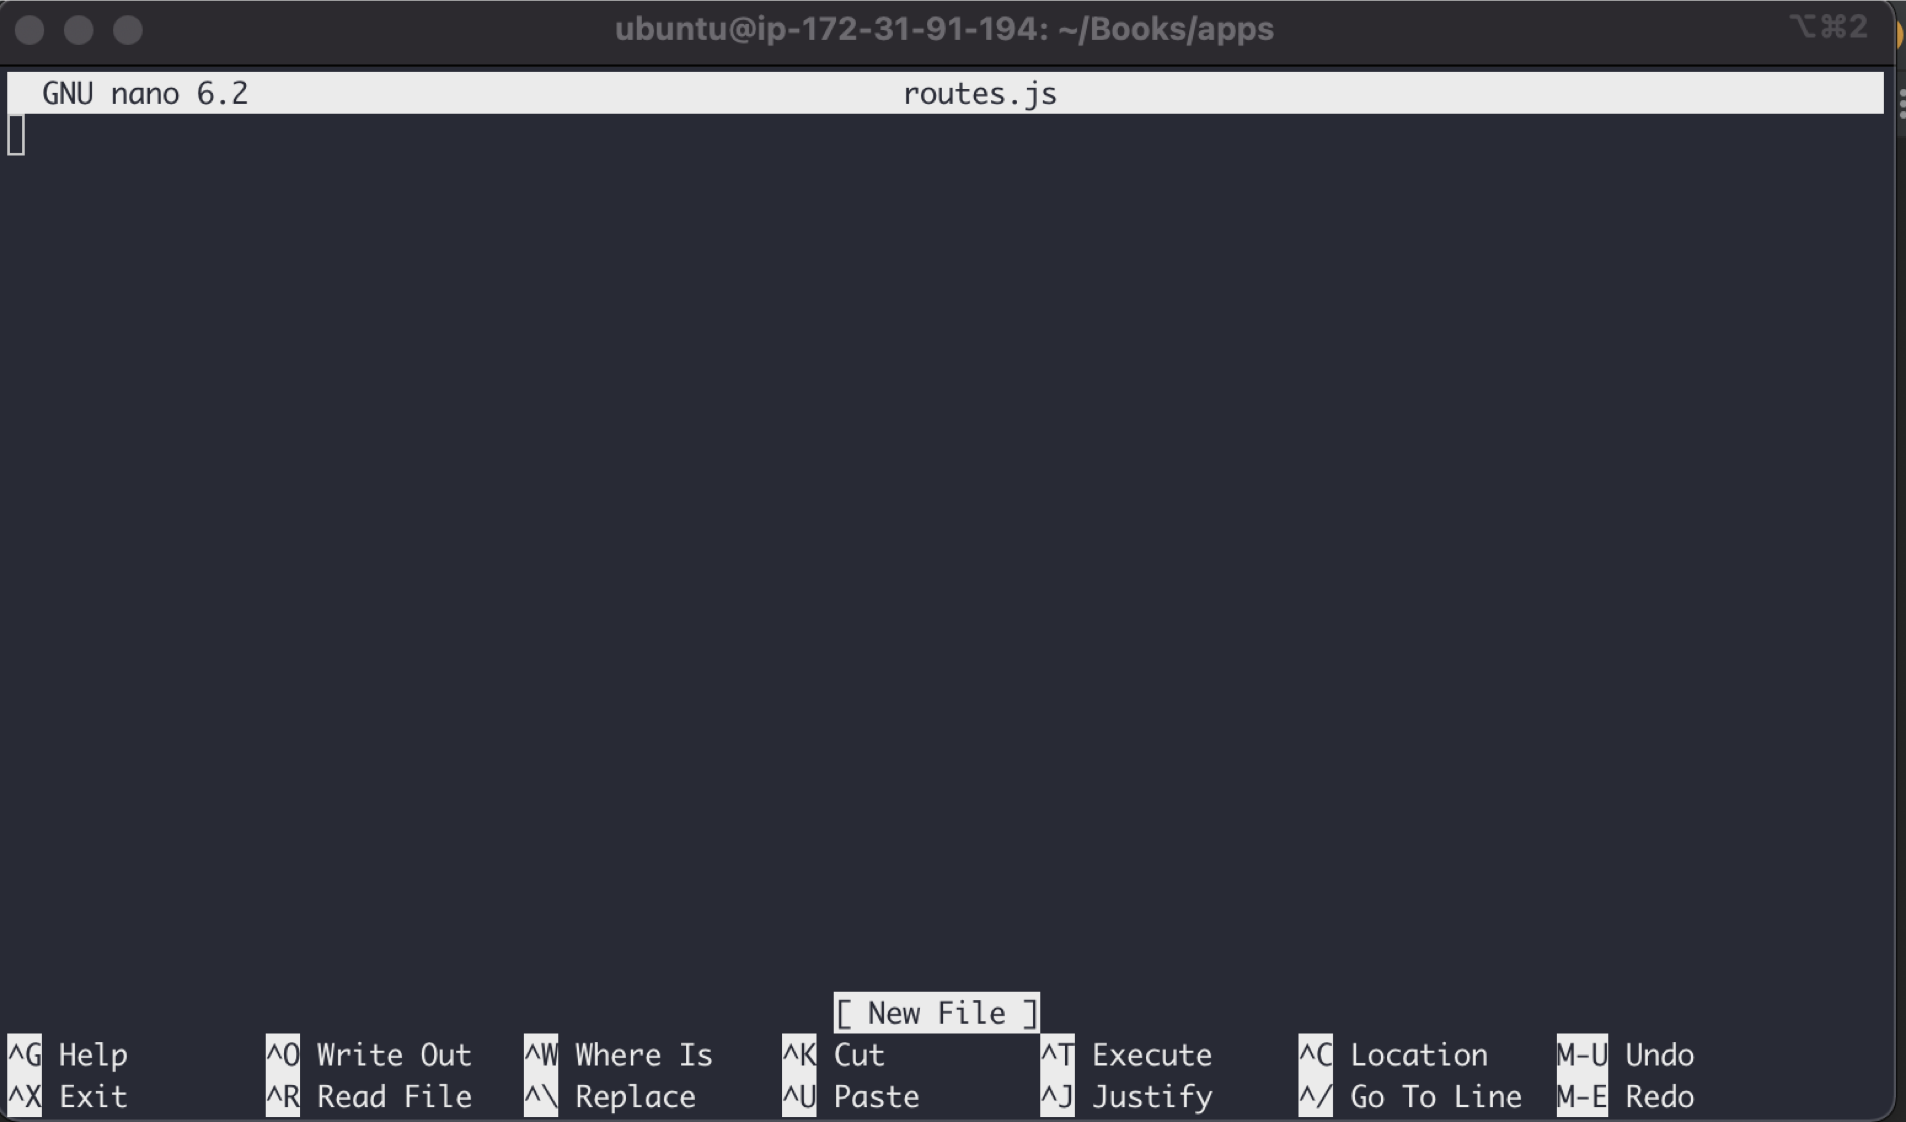 ubuntu@ip-172-31-91-194: ~/Books/apps ⌥⌘2
GNU nano 6.2 routes.js
[ New File ]
^G Help ^O Write Out ^W Where Is ^K Cut ^T Execute ^C Location M-U Undo
^X Exit ^R Read File ^\ Replace ^U Paste ^J Justify ^/ Go To Line M-E Redo